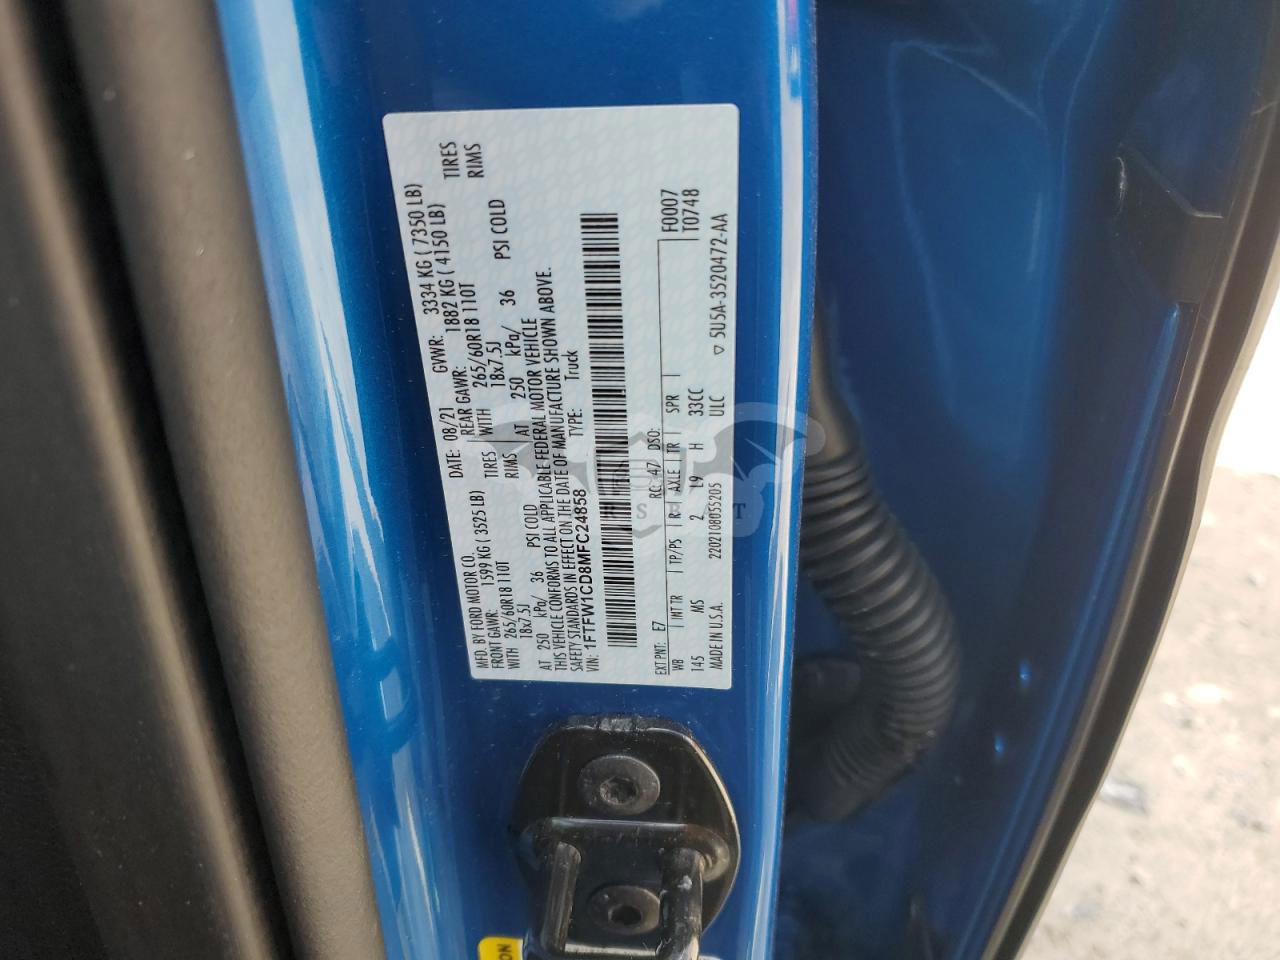 MFD. BY FORD MOTOR CO.
DATE: 08/21 GVWR: 3334 KG ( 7350 LB)
FRONT GAWR: 1599 KG ( 3525 LB)
REAR GAWR: 1882 KG ( 4150 LB)
WITH 265/60R18 110T TIRES
WITH 265/60R18 110T TIRES
18x7.5J RIMS
18x7.5J RIMS
AT 250 kPa/ 36 PSI COLD
AT 250 kPa/ 36 PSI COLD
THIS VEHICLE CONFORMS TO ALL APPLICABLE FEDERAL MOTOR VEHICLE
SAFETY STANDARDS IN EFFECT ON THE DATE OF MANUFACTURE SHOWN ABOVE.
VIN: 1FTFW1CD8MFC24858 TYPE: Truck
EXT PNT: E7 RC: 47 DSO: F0007
WB INT TR TP/PS R AXLE TR SPR T0748
145 MS 2 L9 H 33CC
MADE IN U.S.A. 2202108055205 ULC ▽ 5U5A-3520472-AA
ON